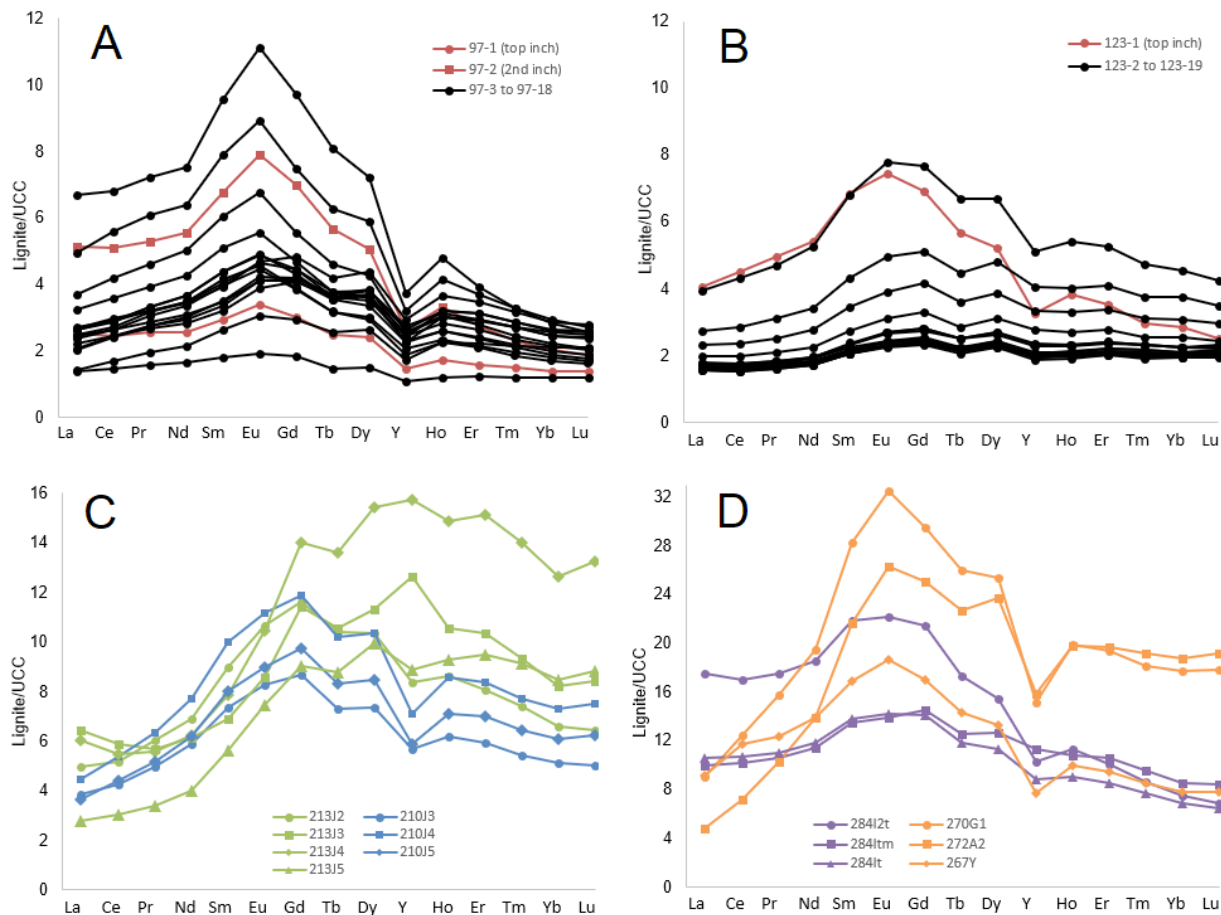 A
12
10
8
6
4
2
0
Lignite/UCC
97-1 (top inch)
97-2 (2nd inch)
97-3 to 97-18
La Ce Pr Nd Sm Eu Gd Tb Dy Y Ho Er Tm Yb Lu
B
12
10
8
6
4
2
0
Lignite/UCC
123-1 (top inch)
123-2 to 123-19
La Ce Pr Nd Sm Eu Gd Tb Dy Y Ho Er Tm Yb Lu
C
16
14
12
10
8
6
4
2
0
Lignite/UCC
213J2 210J3
213J3 210J4
213J4 210J5
213J5
La Ce Pr Nd Sm Eu Gd Tb Dy Y Ho Er Tm Yb Lu
D
32
28
24
20
16
12
8
4
0
Lignite/UCC
284I2t 270G1
284Itm 272A2
284It 267Y
La Ce Pr Nd Sm Eu Gd Tb Dy Y Ho Er Tm Yb Lu